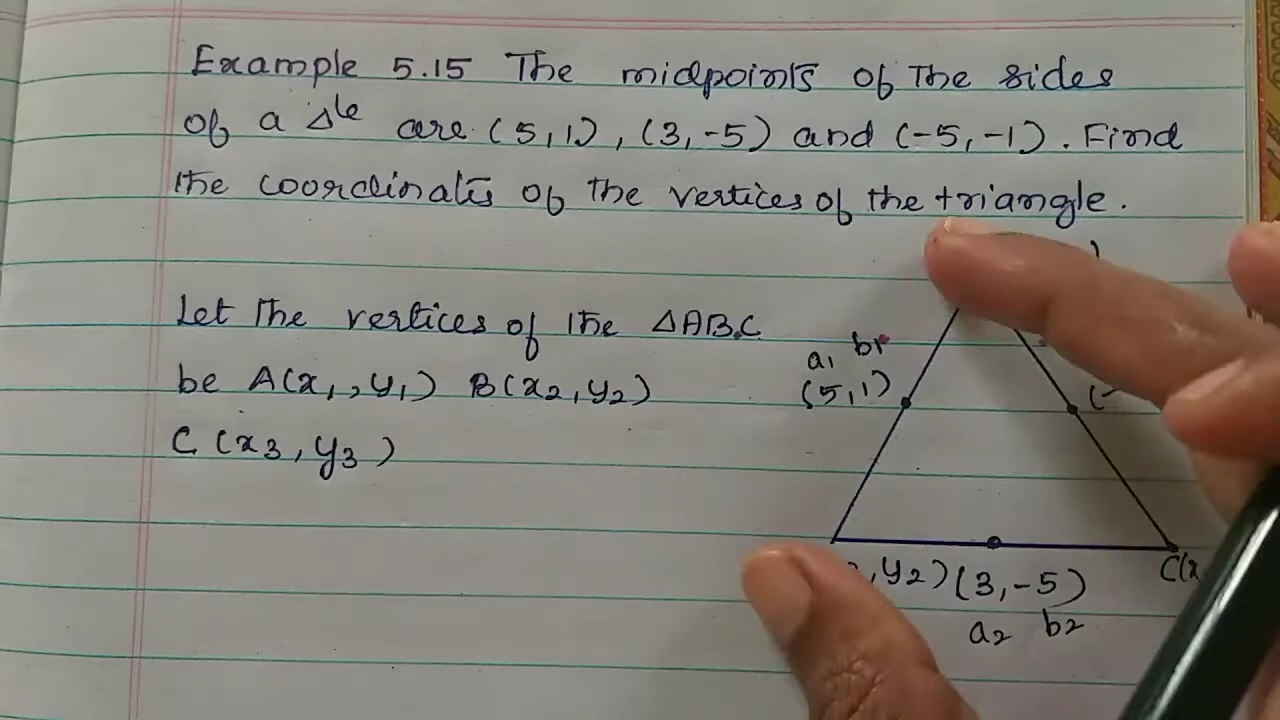 Example 5.15 The midpoints of The sides
of a Δle are (5,1), (3,-5) and (-5,-1). Find
the coordinates of the vertices of the triangle.
Let The vertices of the ΔABC
be A(x₁,y₁) B(x₂,y₂)
C(x₃,y₃)
a₁ b₁
(5,1)
(-
,y₂) (3,-5) C(x
a₂ b₂